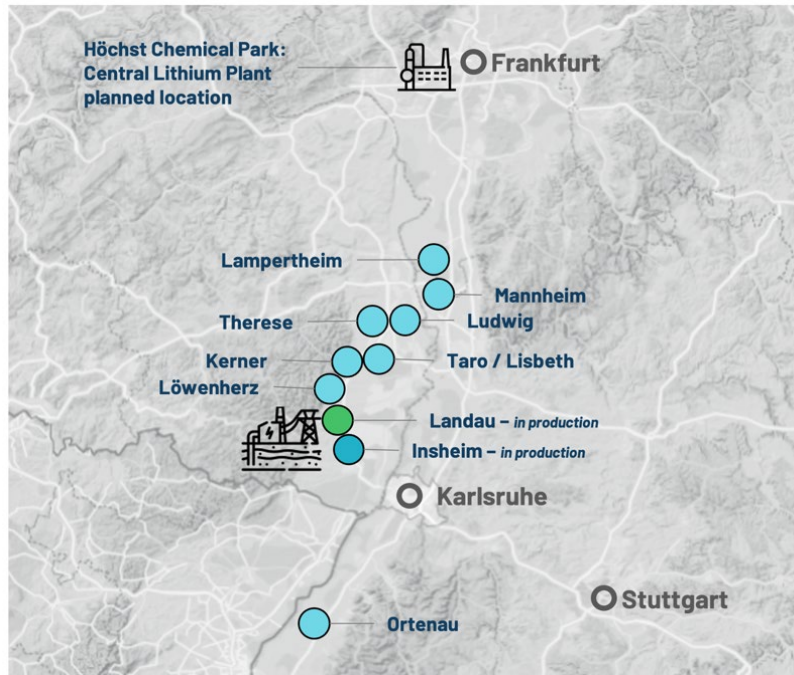 Höchst Chemical Park:
Central Lithium Plant
planned location
Frankfurt
Lampertheim
Mannheim
Therese
Ludwig
Kerner
Taro / Lisbeth
Löwenherz
Landau – in production
Insheim – in production
Karlsruhe
Stuttgart
Ortenau